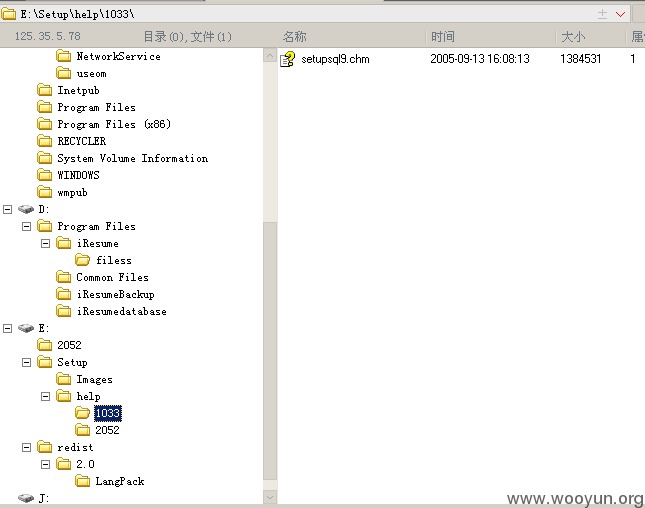 E:\Setup\help\1033\
125.35.5.78 目录(0),文件(1) 名称 时间 大小 属
setupsql9.chm 2005-09-13 16:08:13 1384531 1
NetworkService
useom
Inetpub
Program Files
Program Files (x86)
RECYCLER
System Volume Information
WINDOWS
wmpub
D:
Program Files
iResume
filess
Common Files
iResumeBackup
iResumedatabase
E:
2052
Setup
Images
help
1033
2052
redist
2.0
LangPack
J:
www.wooyun.org